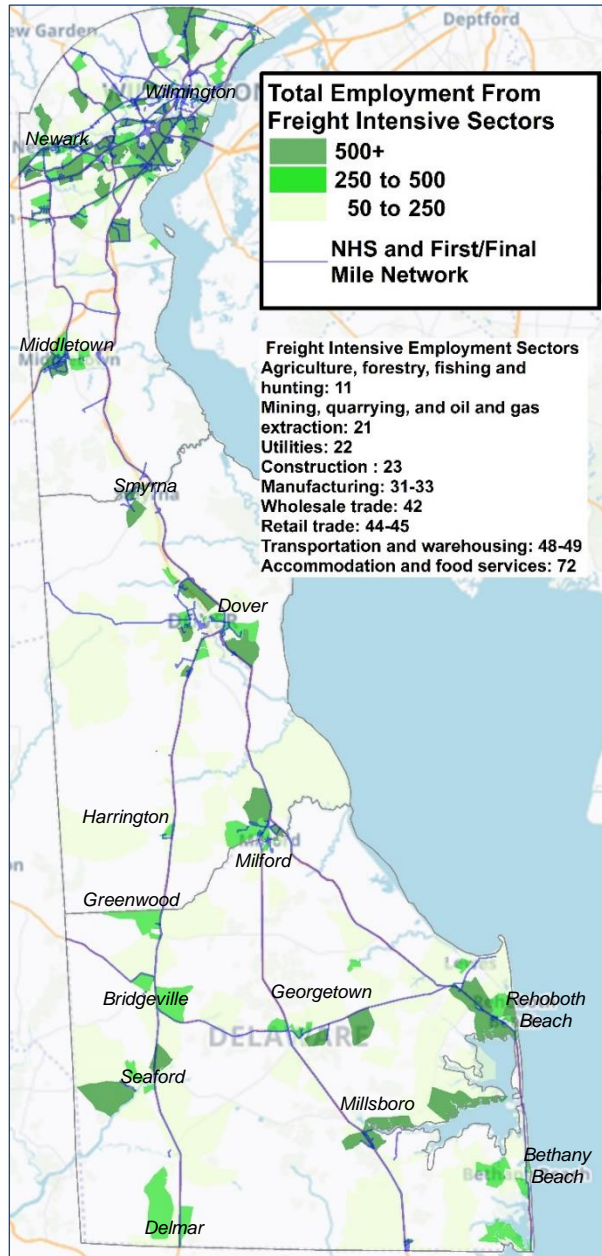 ew Garden
Deptford
Wilmington
Newark
Total Employment From
Freight Intensive Sectors
500+
250 to 500
50 to 250
NHS and First/Final
Mile Network
Middletown
Freight Intensive Employment Sectors
Agriculture, forestry, fishing and
hunting: 11
Mining, quarrying, and oil and gas
extraction: 21
Utilities: 22
Construction : 23
Manufacturing: 31-33
Wholesale trade: 42
Retail trade: 44-45
Transportation and warehousing: 48-49
Accommodation and food services: 72
Smyrna
Dover
Harrington
Milford
Greenwood
Lewes
Bridgeville
Georgetown
Rehoboth
Beach
DELAWARE
Seaford
Millsboro
Bethany
Beach
Delmar